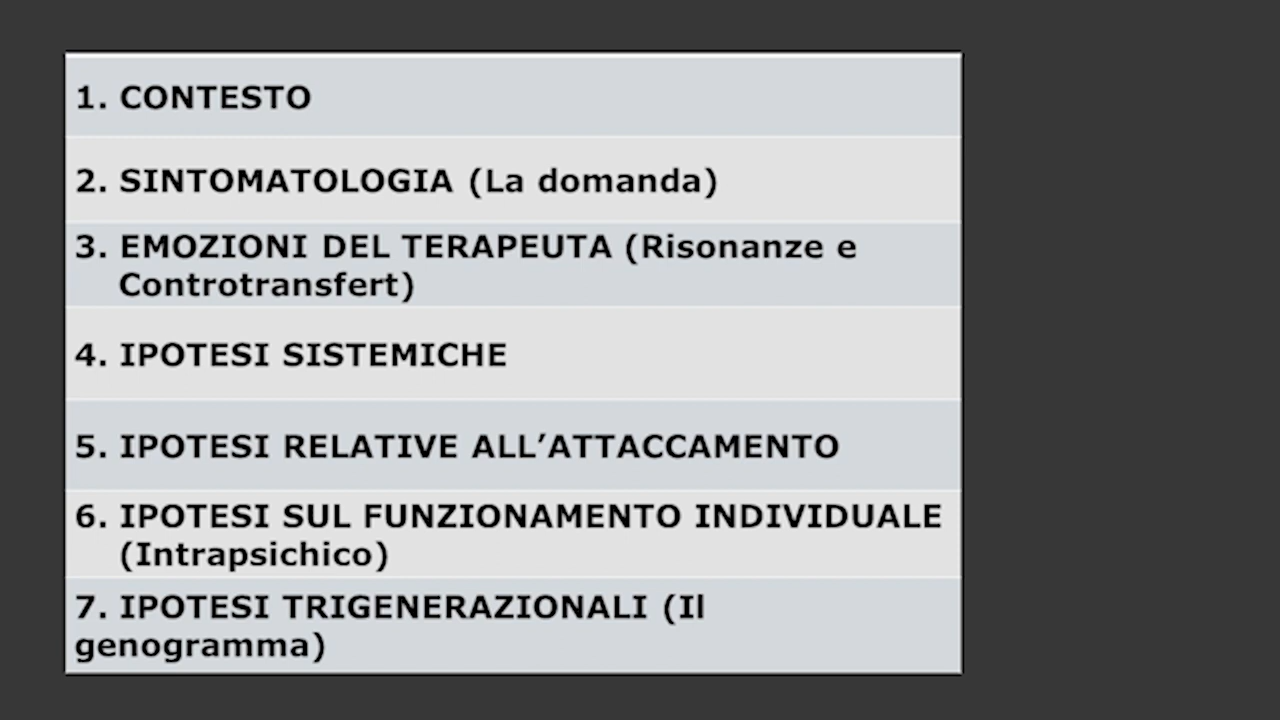 1. CONTESTO
2. SINTOMATOLOGIA (La domanda)
3. EMOZIONI DEL TERAPEUTA (Risonanze e
Controtransfert)
4. IPOTESI SISTEMICHE
5. IPOTESI RELATIVE ALL’ATTACCAMENTO
6. IPOTESI SUL FUNZIONAMENTO INDIVIDUALE
(Intrapsichico)
7. IPOTESI TRIGENERAZIONALI (Il
genogramma)